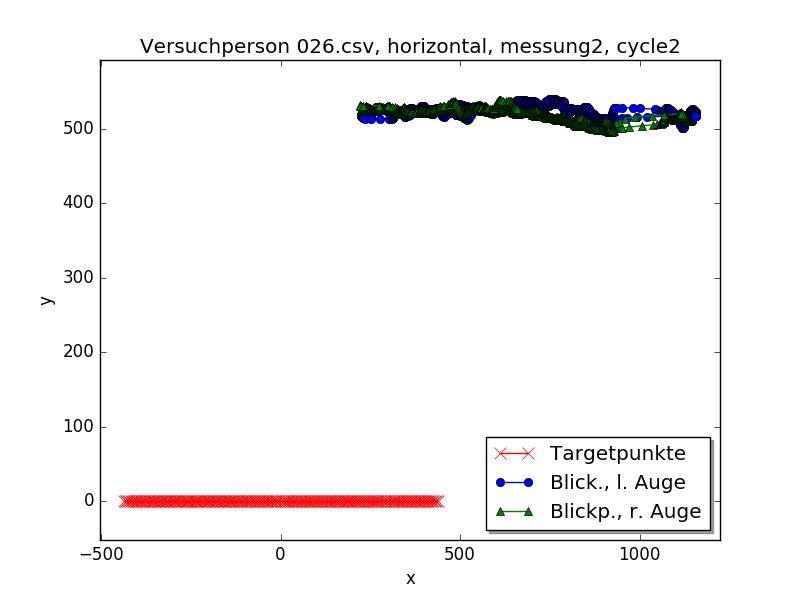 Versuchperson 026.csv, horizontal, messung2, cycle2
500
400
300
200
100
0
y
−500
0
500
1000
x
Targetpunkte
Blick., l. Auge
Blickp., r. Auge